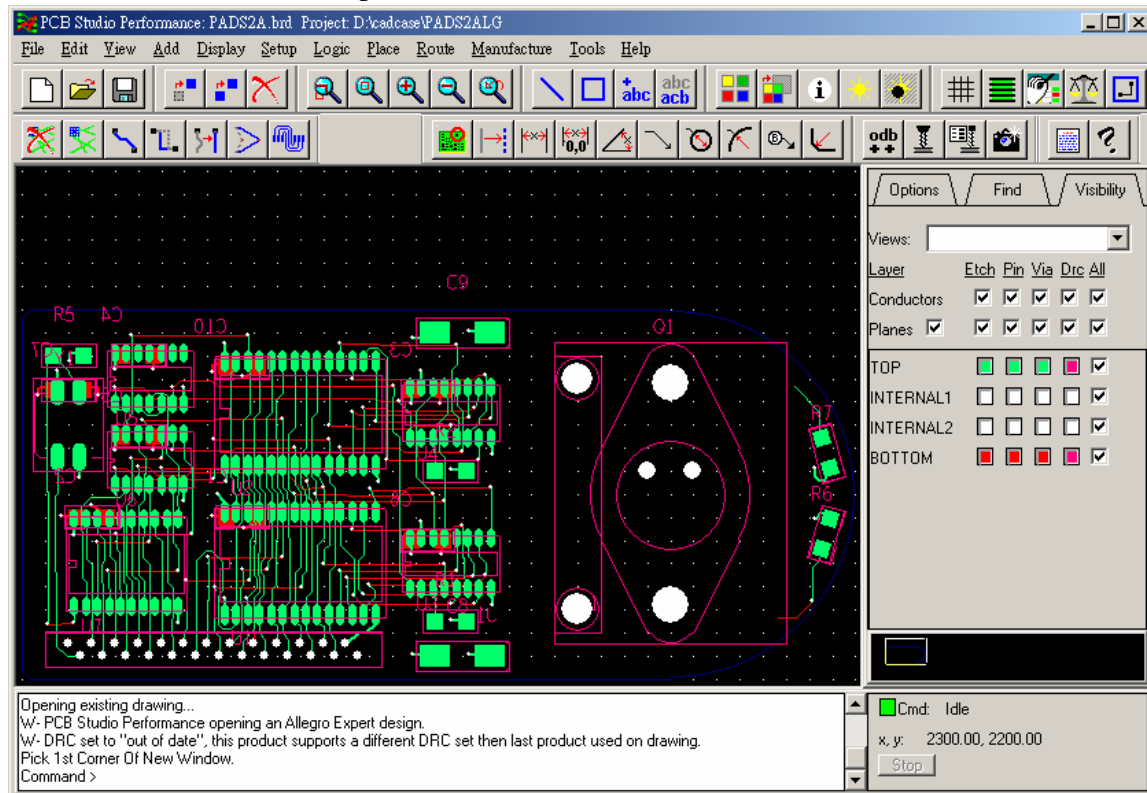 PCB Studio Performance: PADS2A.brd Project: D:\cadcase\PADS2ALG
File Edit View Add Display Setup Logic Place Route Manufacture Tools Help
+
abc
abc
acb
i
0,0
odb
++
?
Options Find Visibility
Views:
Layer Etch Pin Via Drc All
Conductors
Planes
TOP
INTERNAL1
INTERNAL2
BOTTOM
C9
R5 C4 C10 C3 Q1
R7
R6
Opening existing drawing...
W- PCB Studio Performance opening an Allegro Expert design.
W- DRC set to "out of date", this product supports a different DRC set then last product used on drawing.
Pick 1st Corner Of New Window.
Command >
Cmd: Idle
x, y: 2300.00, 2200.00
Stop